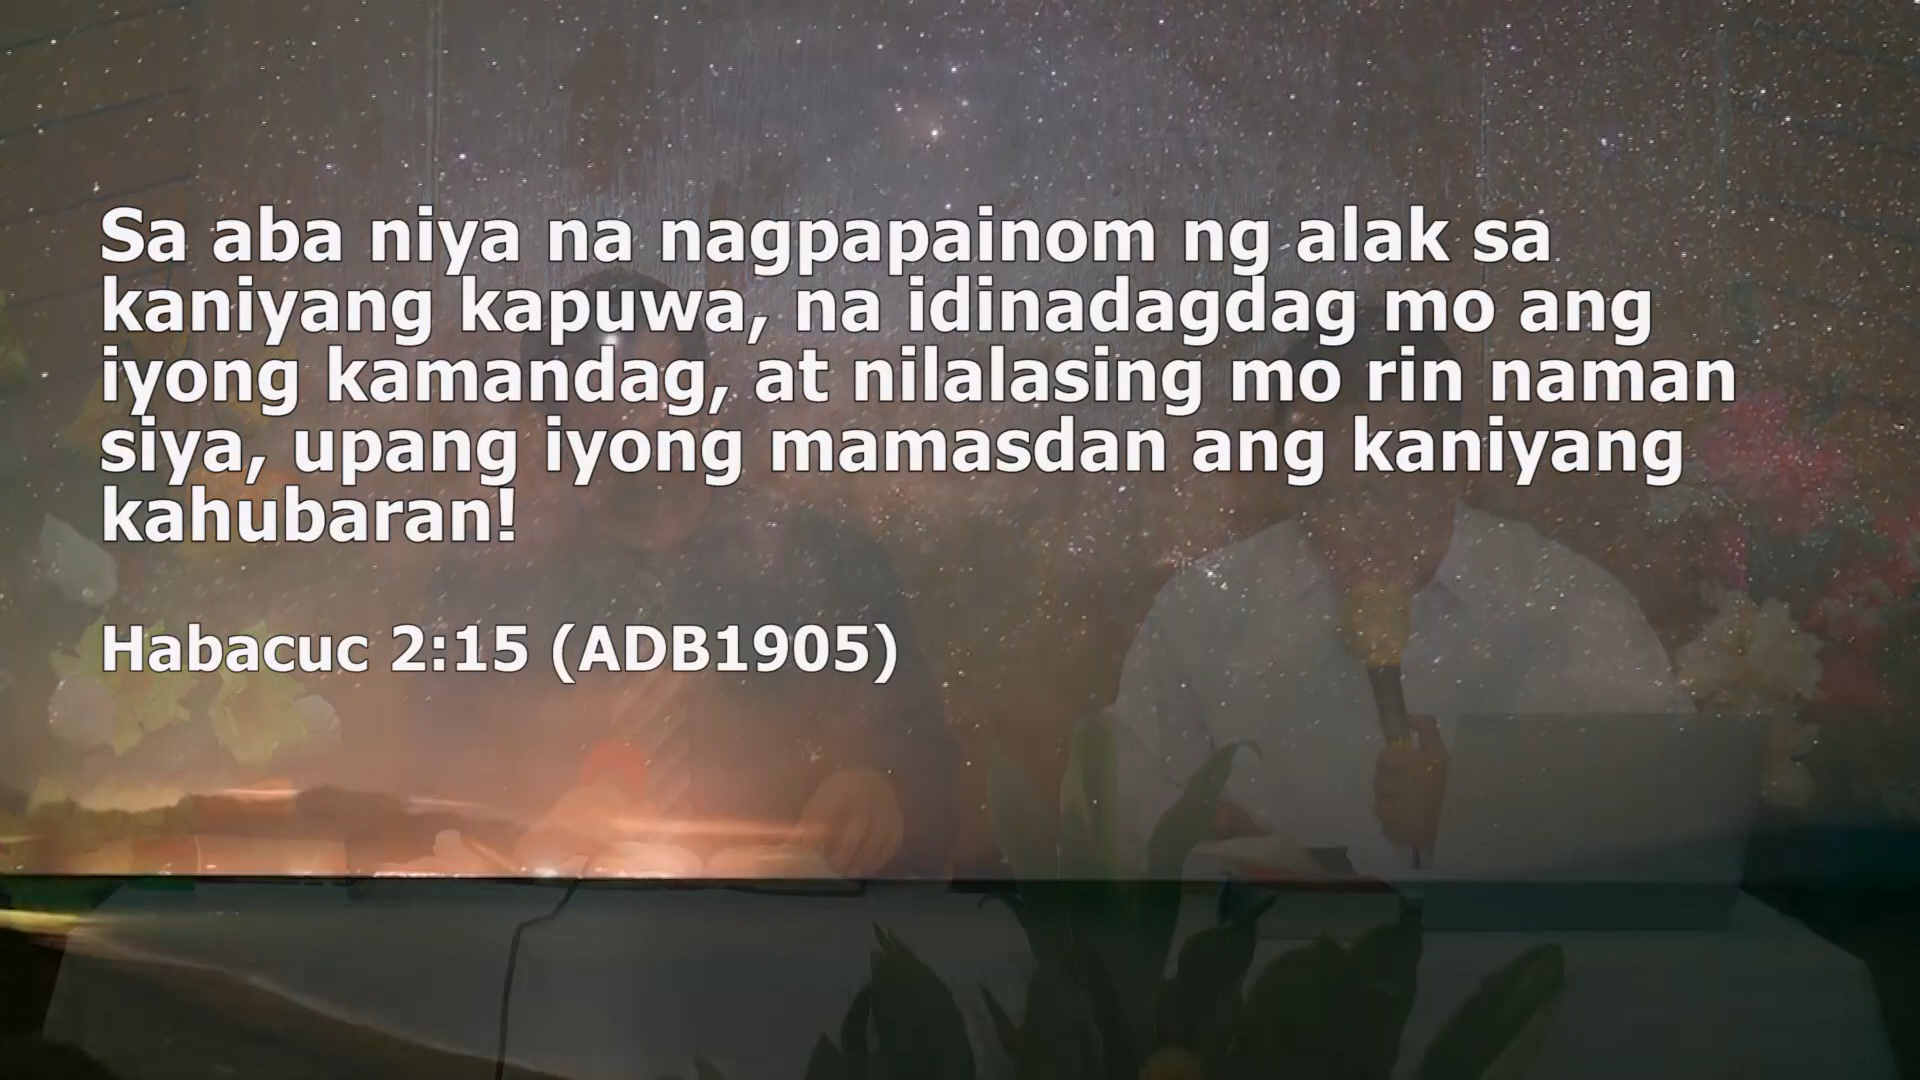 Sa aba niya na nagpapainom ng alak sa
kaniyang kapuwa, na idinadagdag mo ang
iyong kamandag, at nilalasing mo rin naman
siya, upang iyong mamasdan ang kaniyang
kahubaran!
Habacuc 2:15 (ADB1905)